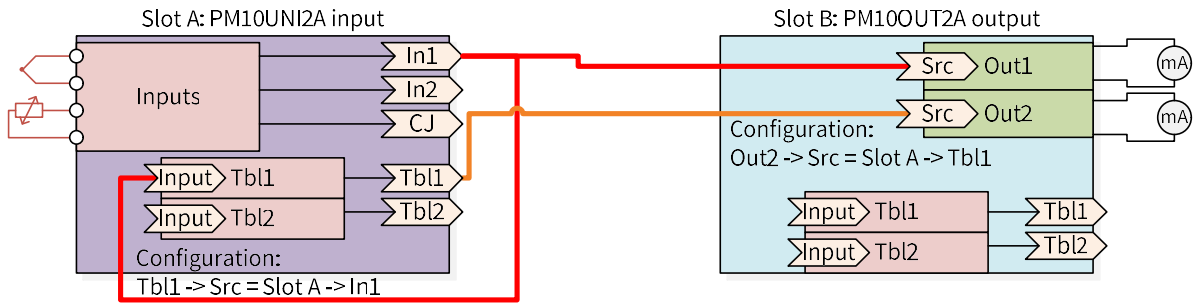 Slot A: PM10UNI2A input
Inputs
In1
In2
CJ
Input Tbl1
Tbl1
Input Tbl2
Tbl2
Configuration:
Tbl1 -> Src = Slot A -> In1
Slot B: PM10OUT2A output
Src Out1
mA
Src Out2
mA
Configuration:
Out2 -> Src = Slot A -> Tbl1
Input Tbl1
Tbl1
Input Tbl2
Tbl2